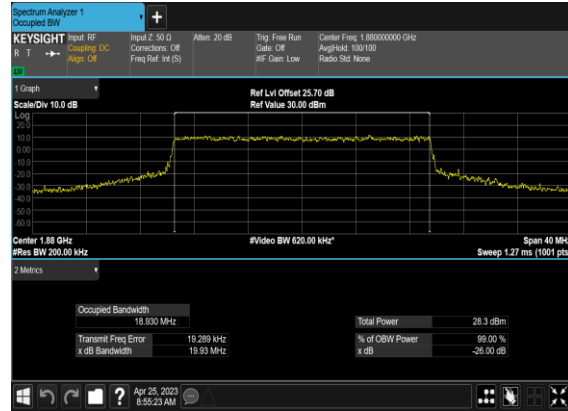 Spectrum Analyzer 1
Occupied BW
+
KEYSIGHT
R T
LXI
Input: RF
Coupling: DC
Align: Off
Input Z: 50 Ω
Corrections: Off
Freq Ref: Int (S)
Atten: 20 dB
Trig: Free Run
Gate: Off
#IF Gain: Low
Center Freq: 1.880000000 GHz
Avg|Hold: 100/100
Radio Std: None
1 Graph
Scale/Div 10.0 dB
Ref Lvl Offset 25.70 dB
Ref Value 30.00 dBm
Log
20.0
10.0
0.00
-10.0
-20.0
-30.0
-40.0
-50.0
-60.0
Center 1.88 GHz
#Video BW 620.00 kHz*
Span 40 MHz
#Res BW 200.00 kHz
Sweep 1.27 ms (1001 pts
2 Metrics
Occupied Bandwidth
18.930 MHz
Total Power 28.3 dBm
Transmit Freq Error 19.289 kHz
% of OBW Power 99.00 %
x dB Bandwidth 19.93 MHz
x dB -26.00 dB
?
Apr 25, 2023
8:55:23 AM